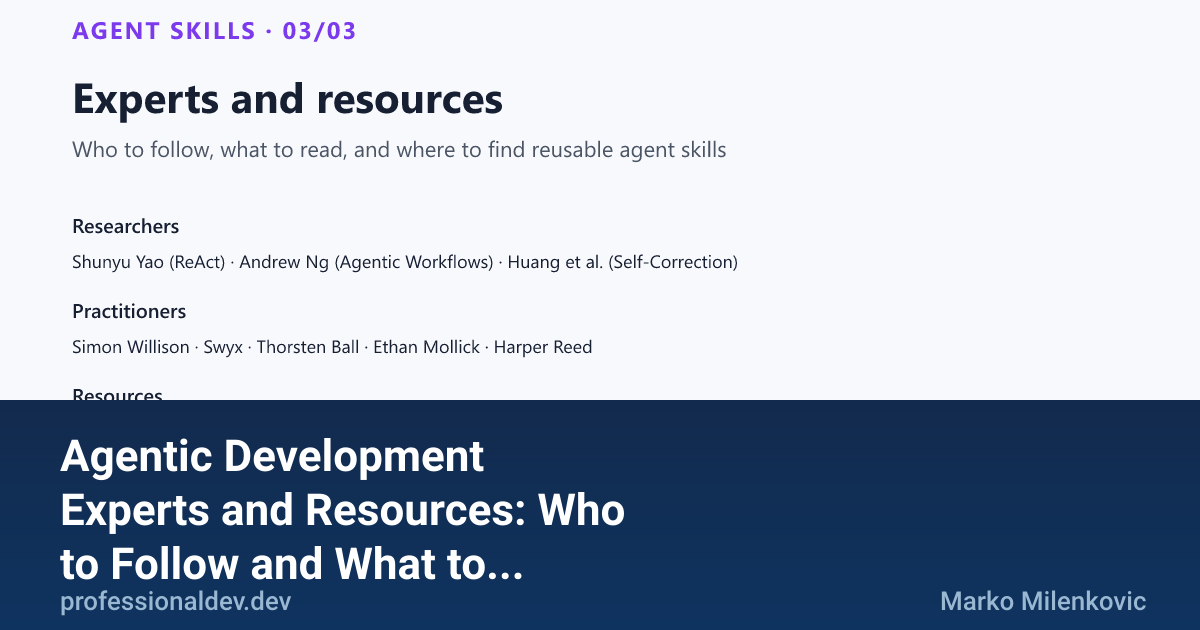 AGENT SKILLS · 03/03
Experts and resources
Who to follow, what to read, and where to find reusable agent skills
Researchers
Shunyu Yao (ReAct) · Andrew Ng (Agentic Workflows) · Huang et al. (Self-Correction)
Practitioners
Simon Willison · Swyx · Thorsten Ball · Ethan Mollick · Harper Reed
Resources
Agentic Development
Experts and Resources: Who
to Follow and What to...
professionaldev.dev
Marko Milenkovic